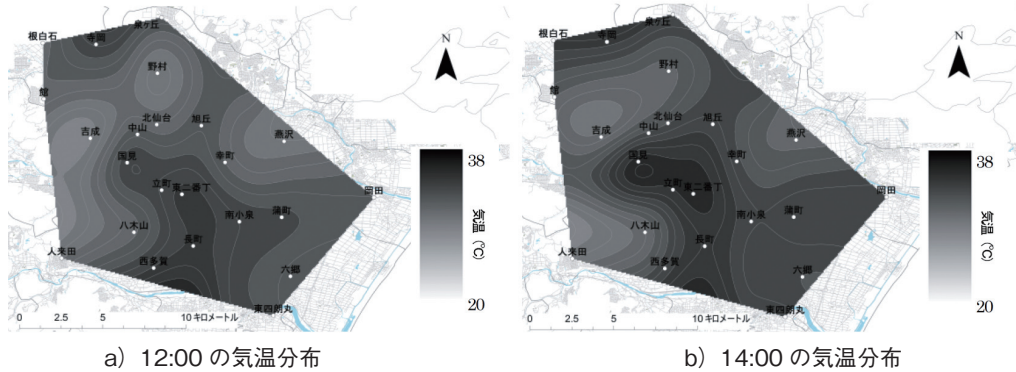 根白石
寺岡
泉ケ丘
N
館
野村
吉成
中山
北仙台
旭丘
燕沢
国見
幸町
立町
東二番丁
岡田
八木山
南小泉
蒲町
人来田
長町
西多賀
六郷
東四朗丸
38
気温 (℃)
20
0 2.5 5 10 キロメートル
a）12:00 の気温分布
根白石
寺岡
泉ケ丘
N
館
野村
吉成
中山
北仙台
旭丘
燕沢
国見
幸町
立町
東二番丁
岡田
八木山
南小泉
蒲町
人来田
長町
西多賀
六郷
東四朗丸
38
気温 (℃)
20
0 2.5 5 10 キロメートル
b）14:00 の気温分布